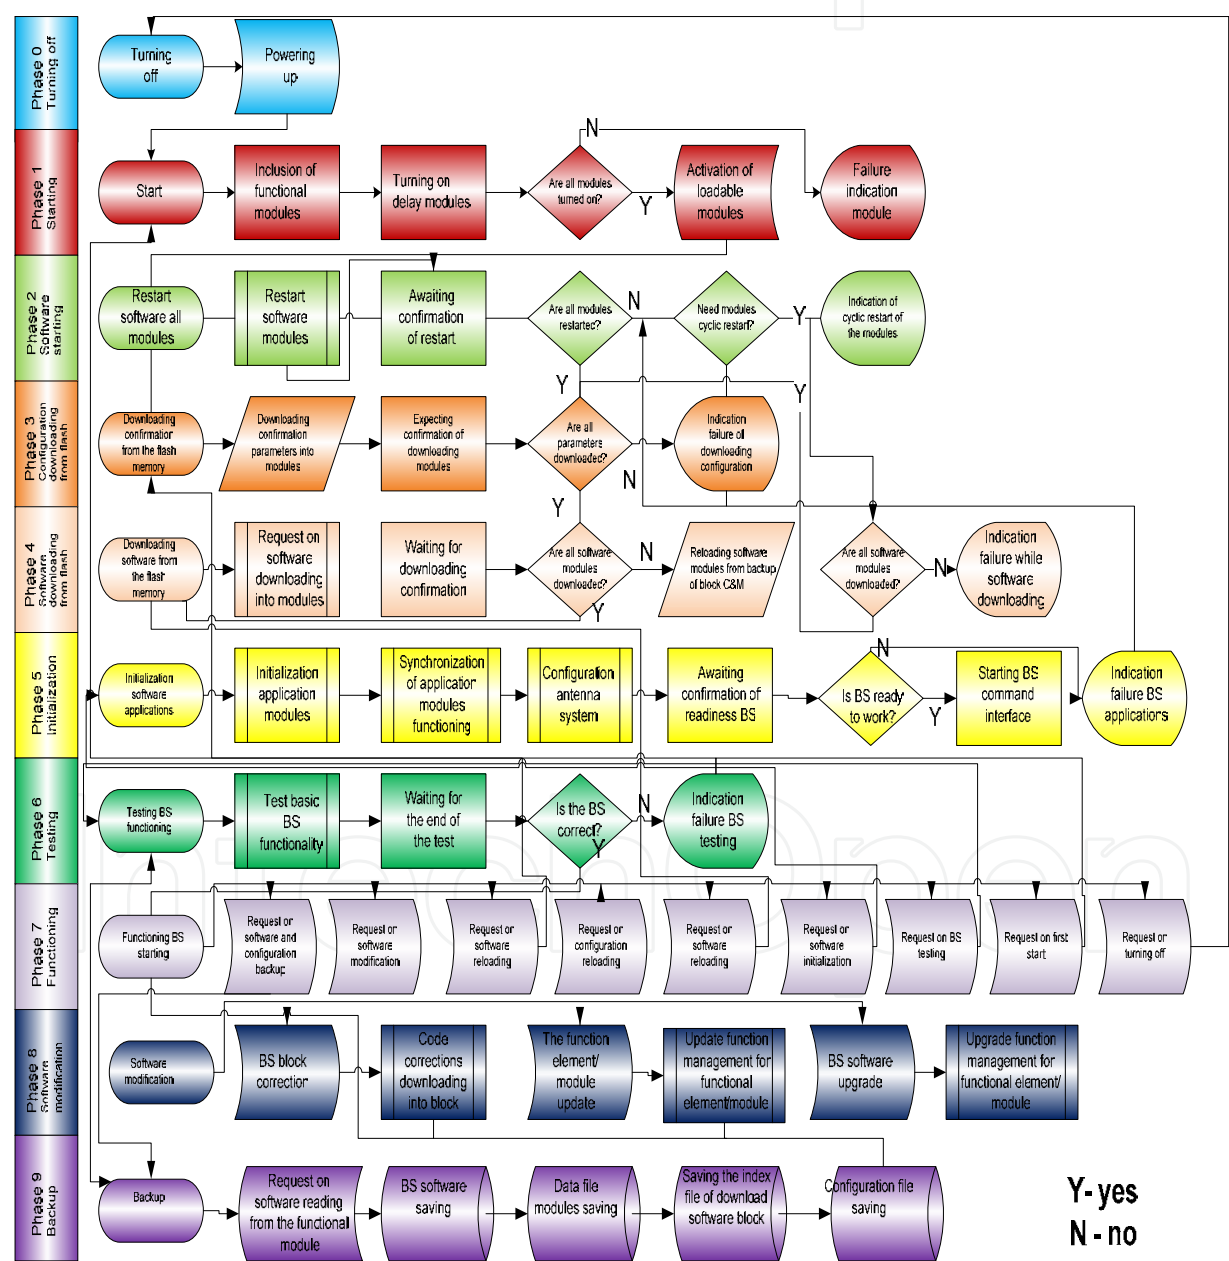 Phase 0
Turning off
Turning
off
Powering
up
Phase 1
Starting
Start
Inclusion of
functional
modules
Turning on
delay modules
Are all modules
turned on?
N
Y
Activation of
loadable
modules
Failure
indication
module
Phase 2
Software
starting
Restart
software all
modules
Restart
software
modules
Awaiting
confirmation
of restart
Are all modules
restarted?
N
Y
Need modules
cyclic restart?
Y
Indication of
cyclic restart of
the modules
Phase 3
Configuration
downloading
from flash
Downloading
confirmation
from the flash
memory
Downloading
confirmation
parameters into
modules
Expecting
confirmation of
downloading
modules
Are all
parameters
downloaded?
N
Y
Indication
failure of
downloading
configuration
Y
Phase 4
Software
downloading
from flash
Downloading
software from
the flash
memory
Request on
software
downloading
into modules
Waiting for
downloading
confirmation
Are all software
modules
downloaded?
N
Y
Reloading software
modules from backup
of block C&M
Are all software
modules
downloaded?
N
Indication
failure while
software
downloading
Phase 5
Initialization
Initialization
software
applications
Initialization
application
modules
Synchronization
of application
modules
functioning
Configuration
antenna
system
Awaiting
confirmation of
readiness BS
Is BS ready
to work?
N
Y
Starting BS
command
interface
Indication
failure BS
applications
Phase 6
Testing
Testing BS
functioning
Test basic
BS
functionality
Waiting for
the end of
the test
Is the BS
correct?
N
Y
Indication
failure BS
testing
InTechOpen
Phase 7
Functioning
Functioning BS
starting
Request on
software and
configuration
backup
Request on
software
modification
Request on
software
reloading
Request on
configuration
reloading
Request on
software
reloading
Request on
software
initialization
Request on BS
testing
Request on first
start
Request on
turning off
Phase 8
Software
modification
Software
modification
BS block
correction
Code
corrections
downloading
into block
The function
element/
module
update
Update function
management for
functional
element/module
BS software
upgrade
Upgrade function
management for
functional element/
module
Phase 9
Backup
Backup
Request on
software reading
from the functional
module
BS software
saving
Data file
modules saving
Saving the index
file of download
software block
Configuration file
saving
Y- yes
N - no